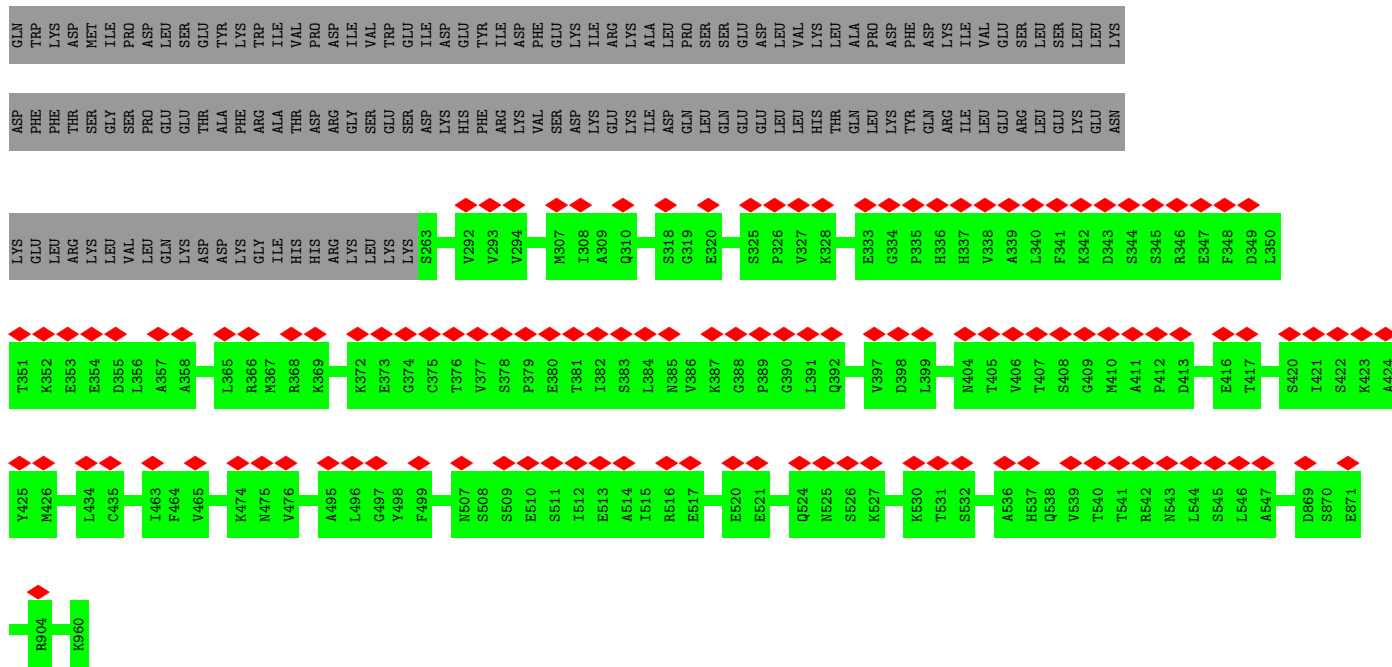 GLN TRP LYS ASP MET ILE PRO ASP LEU SER GLU TYR LYS TRP ILE VAL PRO ASP ILE VAL TRP GLU ILE ASP GLU TYR ILE ASP PHE GLU LYS ILE ARG LYS ALA LEU PRO SER SER GLU ASP LEU VAL LYS LEU ALA PRO ASP PHE ASP LYS ILE VAL GLU SER LEU SER LEU LEU LYS
ASP PHE PHE THR SER GLY SER PRO GLU GLU THR ALA PHE ARG ALA THR ASP ARG GLY SER GLU SER ASP LYS HIS PHE ARG LYS VAL SER ASP LYS GLU LYS ILE ASP GLN LEU GLN GLU GLU LEU LEU HIS THR GLN LEU LYS TYR GLN ARG ILE LEU GLU ARG LEU GLU LYS GLU ASN
LYS GLU LEU ARG LYS LEU VAL LEU GLN LYS ASP ASP LYS GLY ILE HIS HIS ARG LYS LEU LYS LYS S263 V292 V293 V294 M307 I308 A309 Q310 S318 G319 E320 S325 P326 V327 K328 E333 G334 P335 H336 H337 V338 A339 L340 F341 K342 D343 S344 S345 R346 E347 F348 D349 L350
T351 K352 E353 E354 D355 L356 A357 A358 L365 R366 M367 R368 K369 K372 E373 G374 C375 T376 V377 S378 P379 E380 T381 I382 S383 L384 N385 K387 G388 P389 G390 L391 Q392 V397 D398 L399 N404 T405 V406 T407 S408 G409 M410 A411 P412 D413 E416 T417 S420 I421 S422 K423 A424
Y425 M426 L434 C435 I463 F464 V465 K474 N475 V476 A495 L496 G497 Y498 F499 N507 S508 S509 E510 S511 I512 E513 A514 I515 R516 E517 E520 E521 Q524 N525 S526 K527 K530 T531 S532 A536 H537 Q538 V539 T540 T541 R542 N543 L544 S545 L546 A547 D869 S870 E871
R904 K960